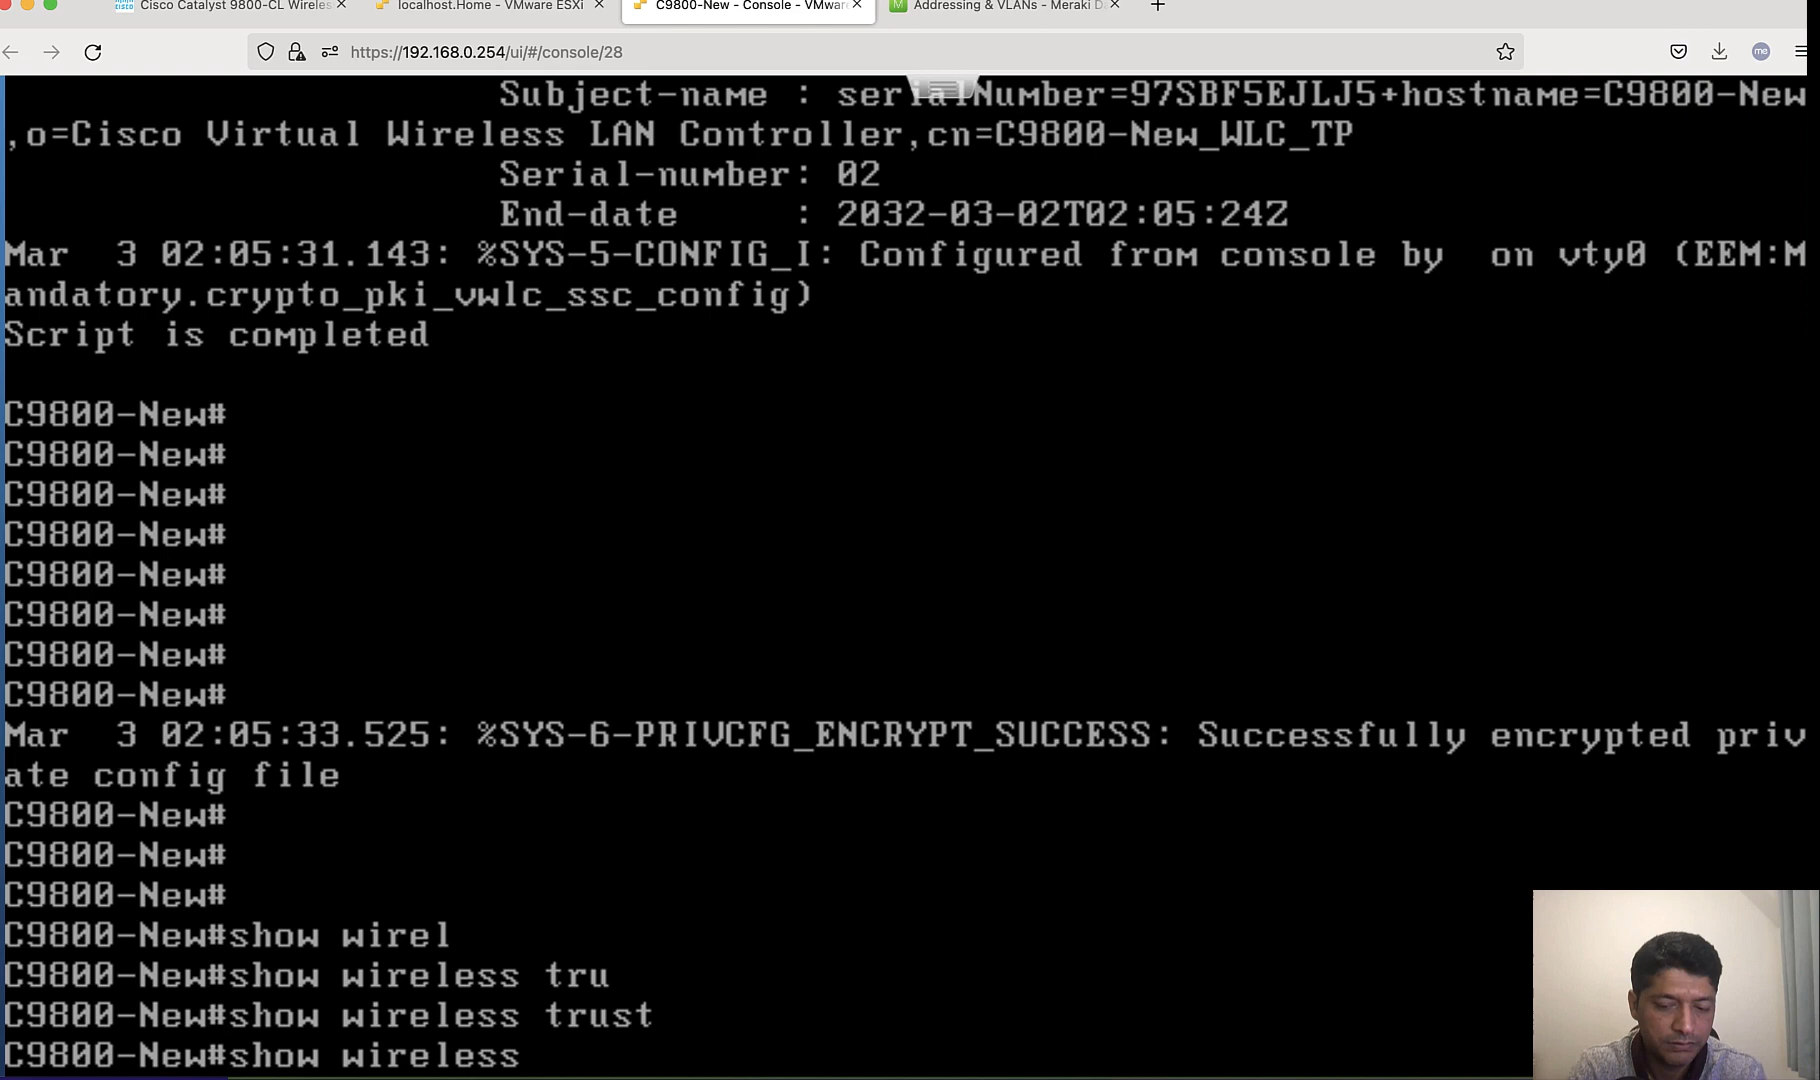 Cisco Catalyst 9800-CL Wireles
localhost.Home - VMware ESXi
C9800-New - Console - VMware
Addressing & VLANs - Meraki D
https://192.168.0.254/ui/#/console/28
me
Subject-name : serialNumber=97SBF5EJLJ5+hostname=C9800-New
,o=Cisco Virtual Wireless LAN Controller,cn=C9800-New_WLC_TP
Serial-number: 02
End-date : 2032-03-02T02:05:24Z
Mar 3 02:05:31.143: %SYS-5-CONFIG_I: Configured from console by on vty0 (EEM:M
andatory.crypto_pki_vwlc_ssc_config)
Script is completed
C9800-New#
C9800-New#
C9800-New#
C9800-New#
C9800-New#
C9800-New#
C9800-New#
C9800-New#
Mar 3 02:05:33.525: %SYS-6-PRIVCFG_ENCRYPT_SUCCESS: Successfully encrypted priv
ate config file
C9800-New#
C9800-New#
C9800-New#
C9800-New#show wirel
C9800-New#show wireless tru
C9800-New#show wireless trust
C9800-New#show wireless